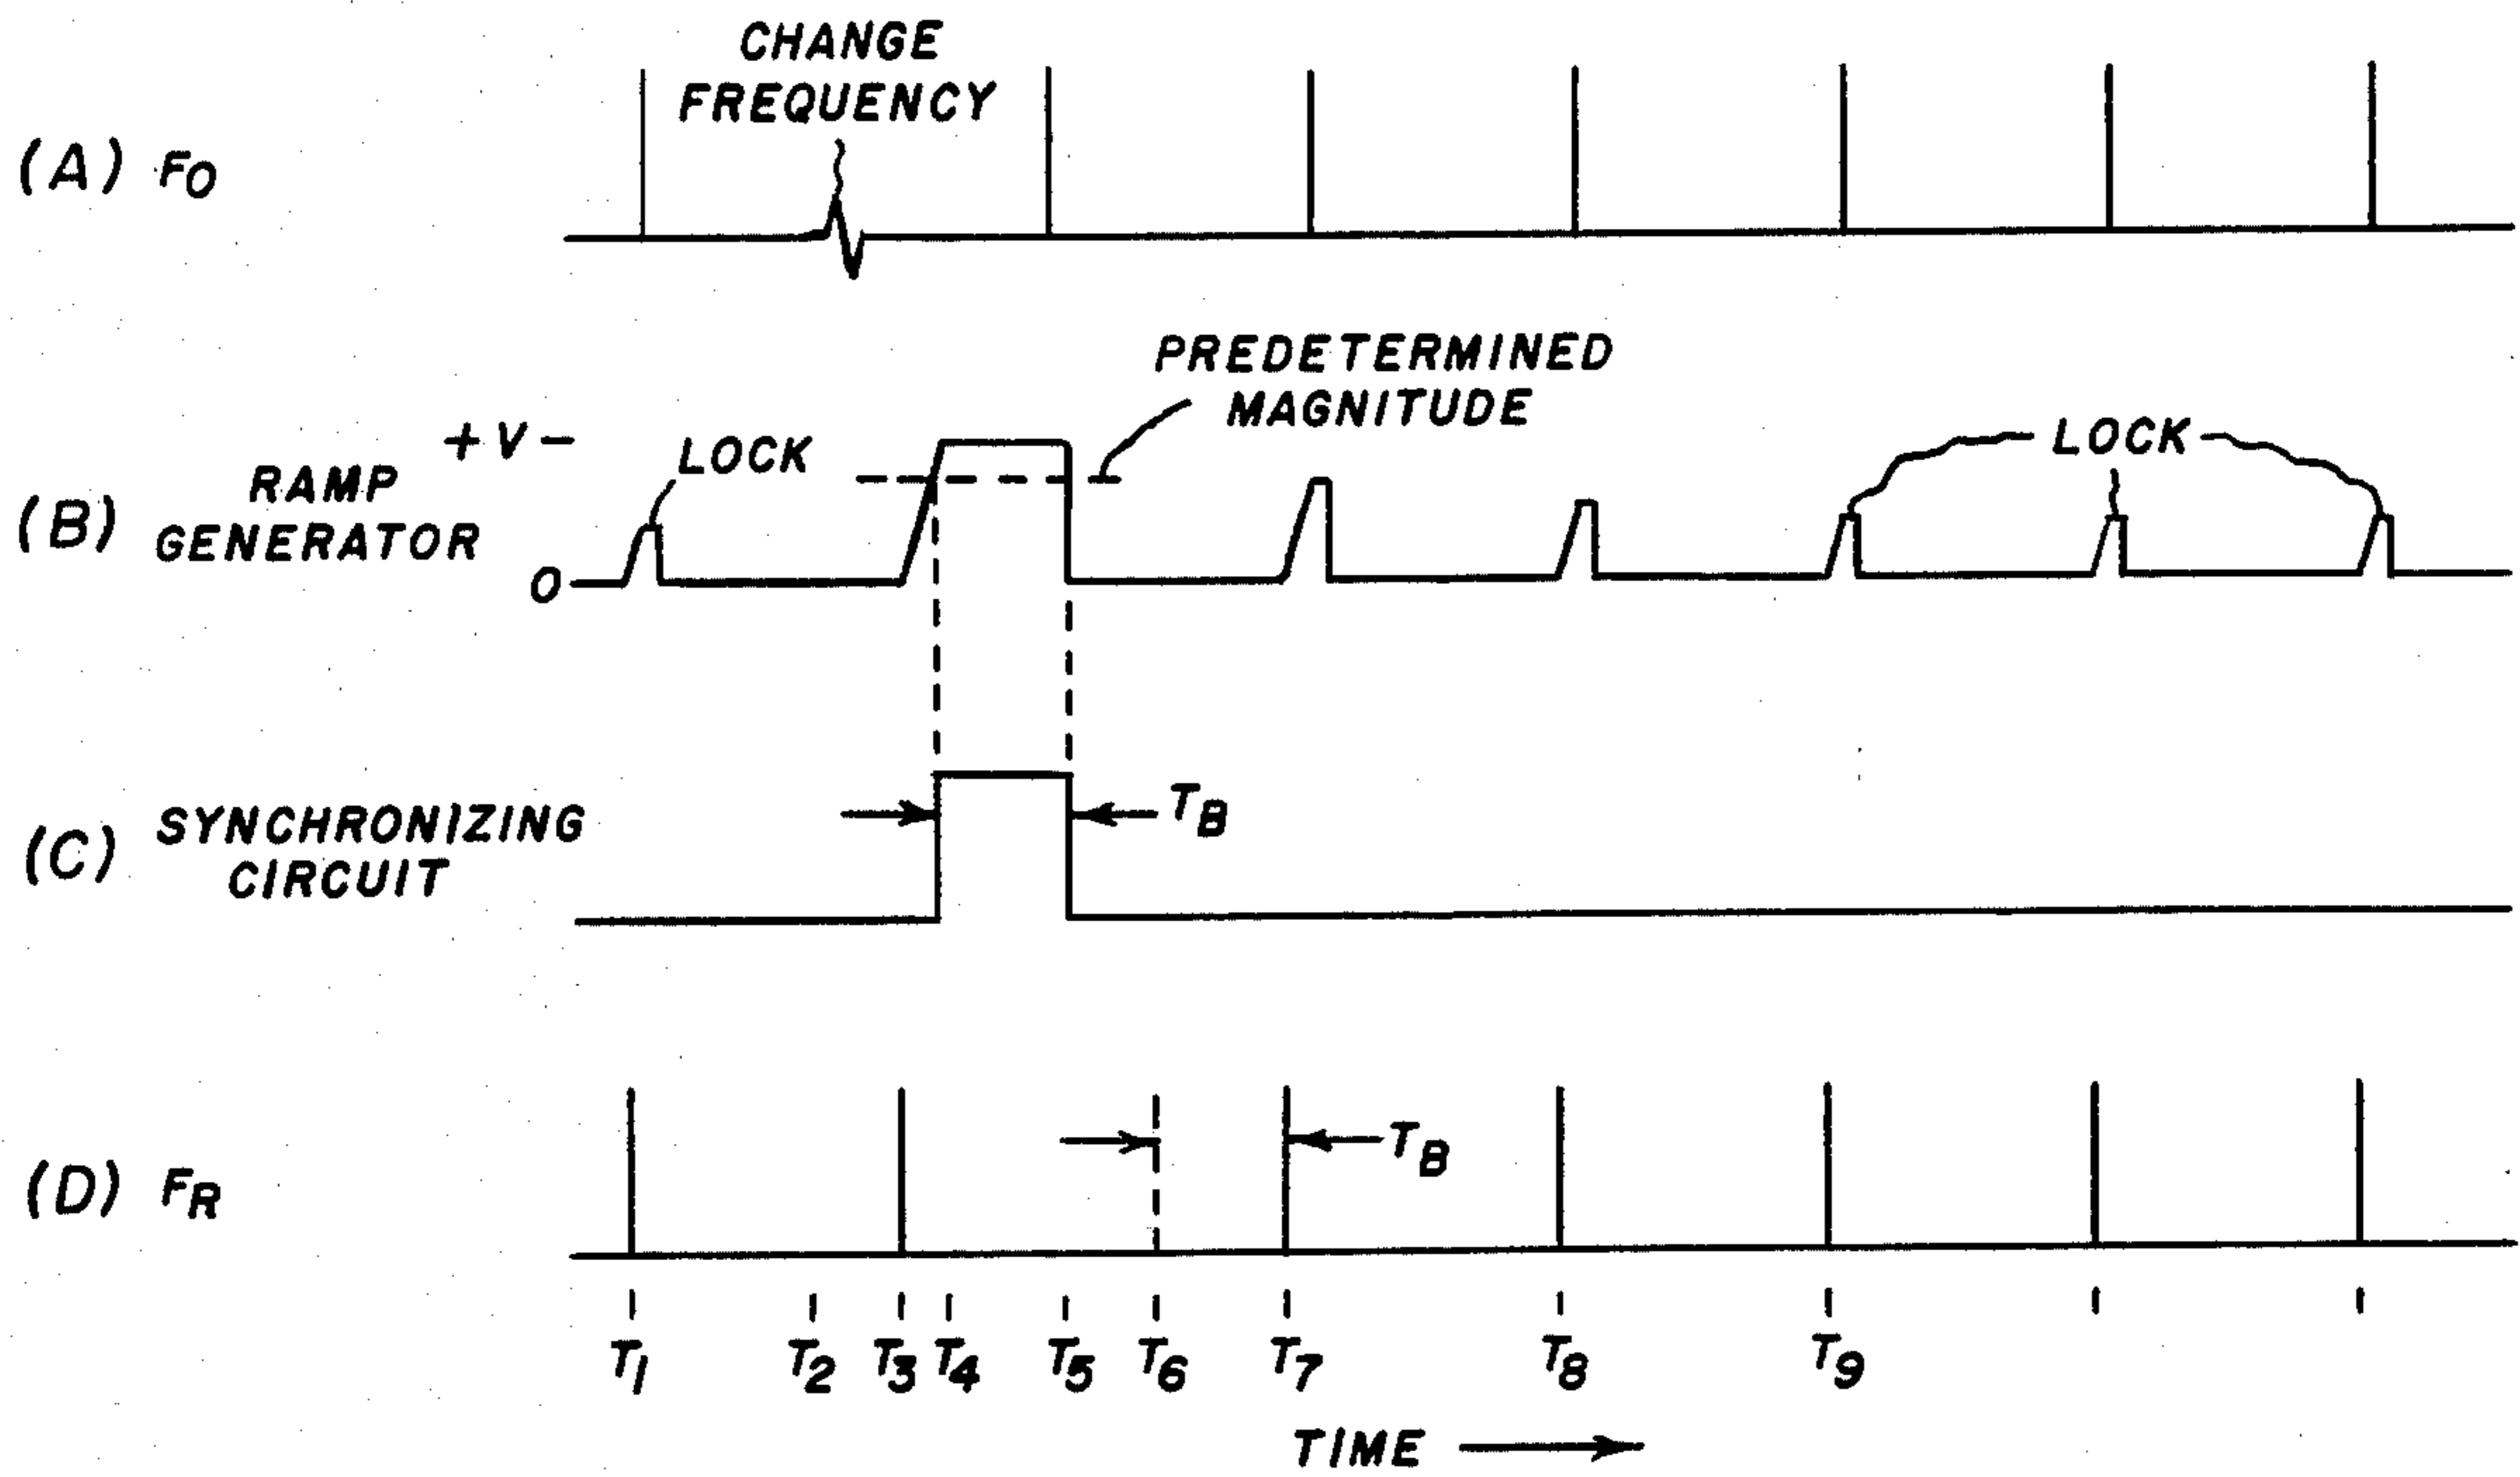 CHANGE
FREQUENCY
(A) FO
PREDETERMINED
MAGNITUDE
+V-
LOCK
LOCK
RAMP
(B) GENERATOR
O
SYNCHRONIZING
(C) CIRCUIT
TB
(D) FR
TB
T1 T2 T3 T4 T5 T6 T7 T8 T9
TIME